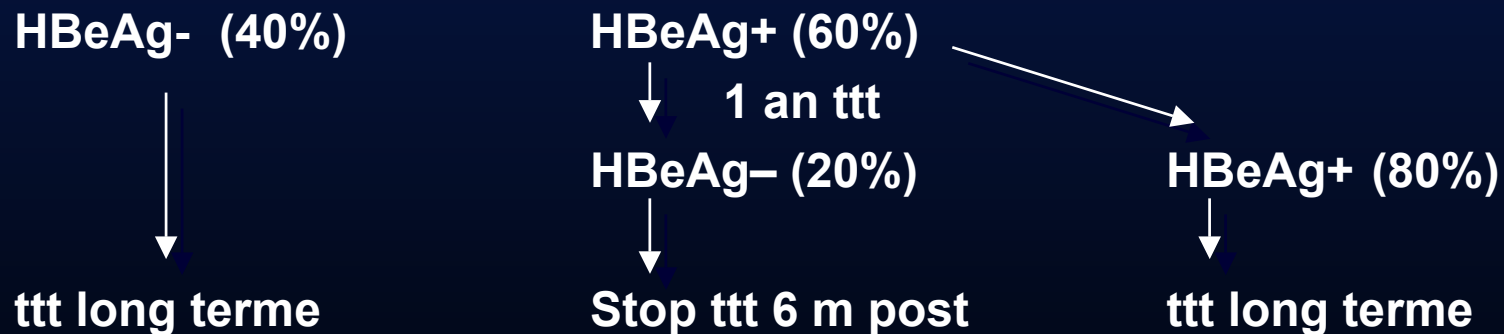 HBeAg- (40%)
HBeAg+ (60%)
1 an ttt
HBeAg– (20%)
HBeAg+ (80%)
ttt long terme
Stop ttt 6 m post
ttt long terme